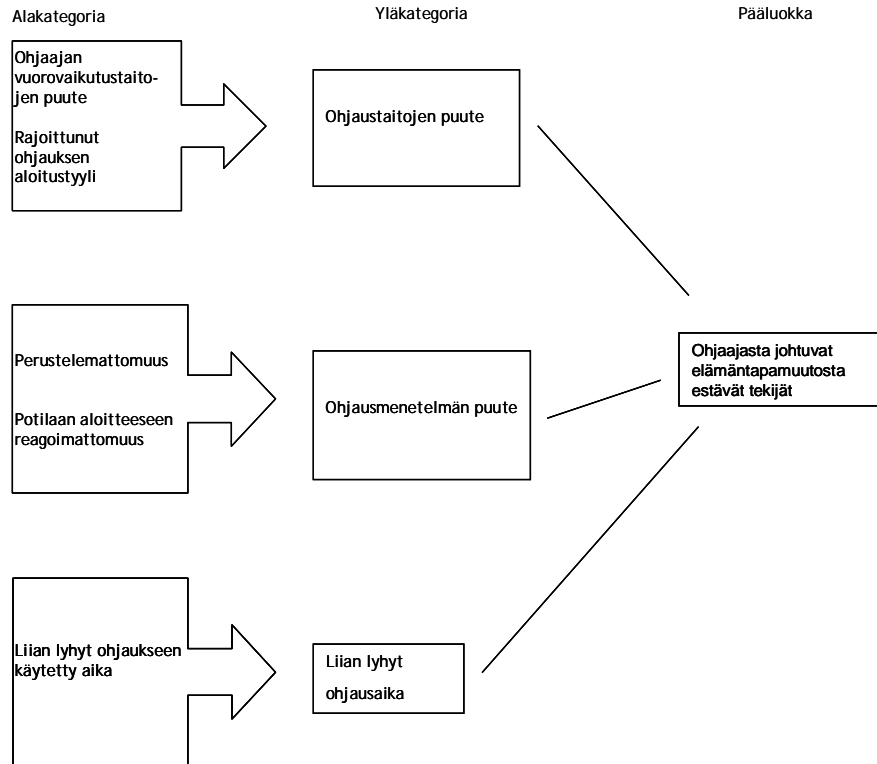 Alakategoria
Yläkategoria
Pääluokka
Ohjaajan
vuorovaikutustaito-
jen puute
Rajoittunut
ohjauksen
aloitustyyli
Ohjaustaitojen puute
Perustelemattomuus
Potilaan aloitteeseen
reagoimattomuus
Ohjausmenetelmän puute
Ohjaajasta johtuvat
elämäntapamuutosta
estävät tekijät
Liian lyhyt ohjaukseen
käytetty aika
Liian lyhyt
ohjausaika